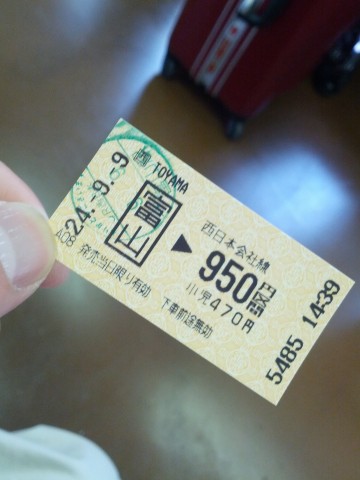 TOYAMA
24.-9.-9
富山 ▶ 西日本会社線
950円区間
小児470円
発売当日限り有効 下車前途無効
A08
5485 14:39